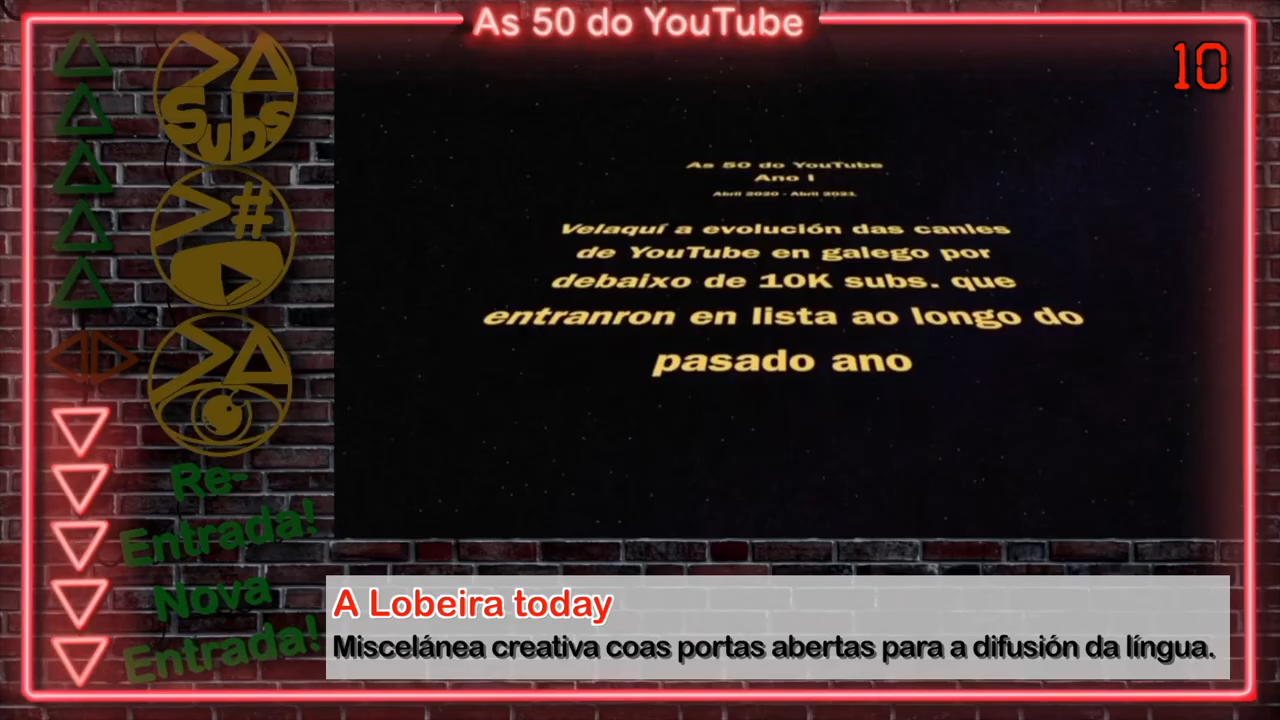 As 50 do YouTube
10
>Δ
Subs
>#
>Δ
Re-
Entrada!
Nova
Entrada!
As 50 do YouTube
Ano I
Abril 2020 - Abril 2021
Velaquí a evolución das canles
de YouTube en galego por
debaixo de 10K subs. que
entranron en lista ao longo do
pasado ano
A Lobeira today
Miscelánea creativa coas portas abertas para a difusión da língua.